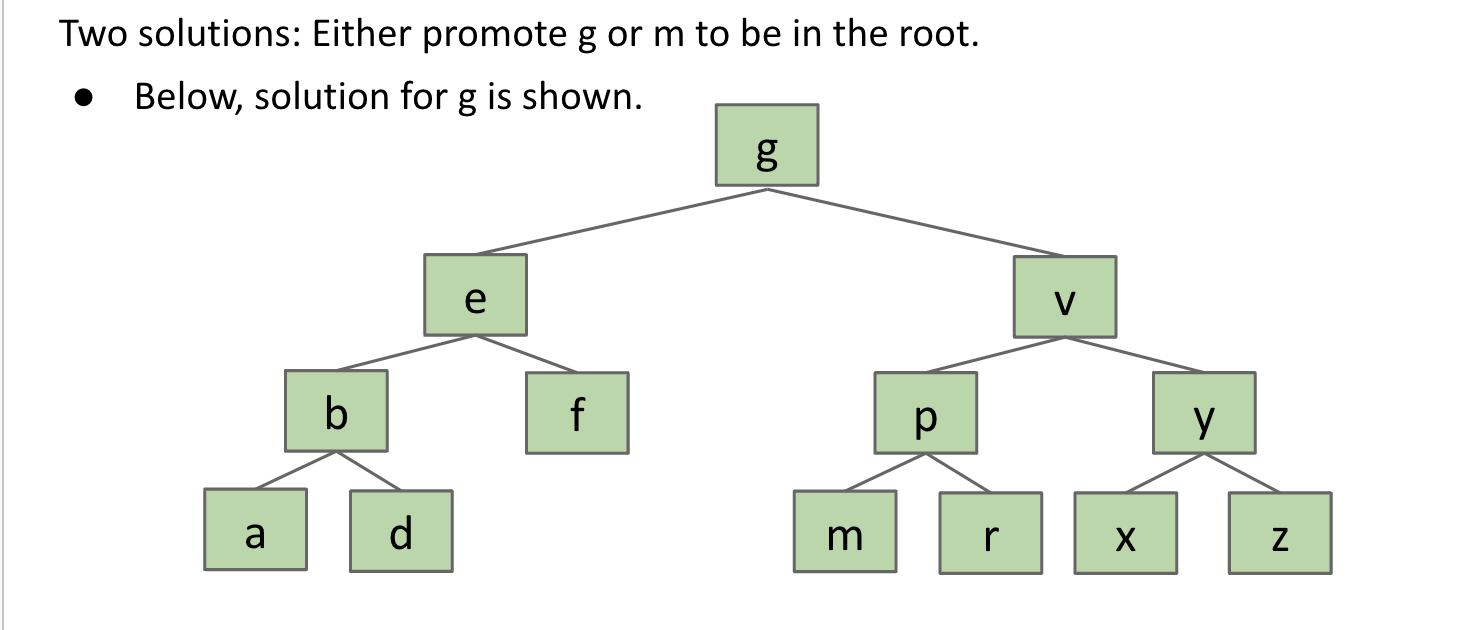 Two solutions: Either promote g or m to be in the root.
● Below, solution for g is shown.
g
e v
b f p y
a d m r x z